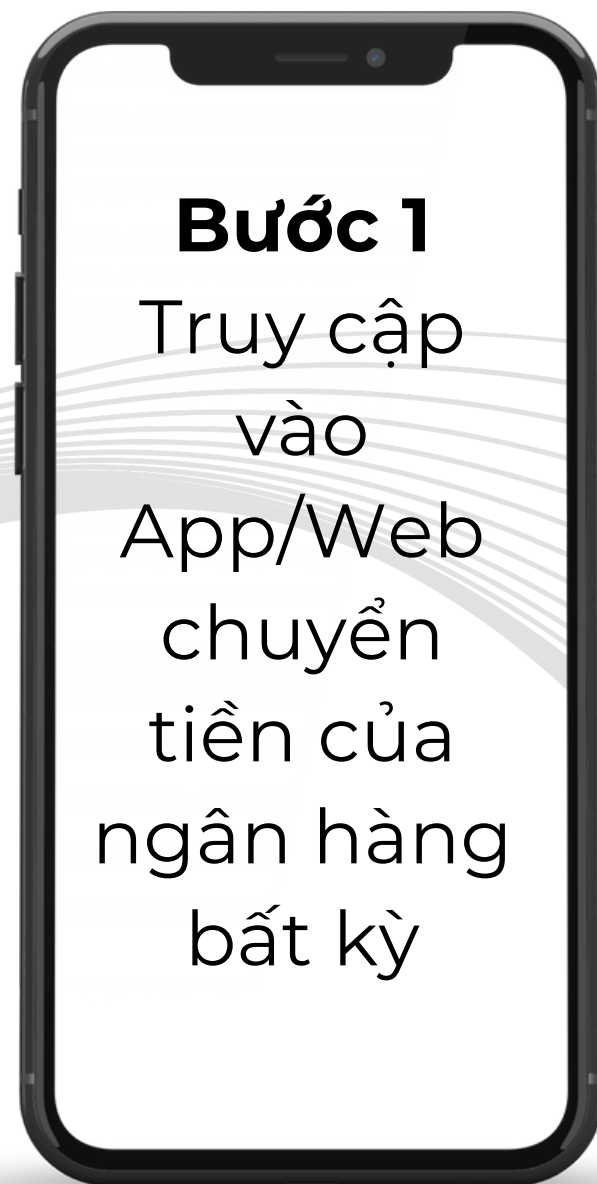 Bước 1
Truy cập
vào
App/Web
chuyển
tiền của
ngân hàng
bất kỳ